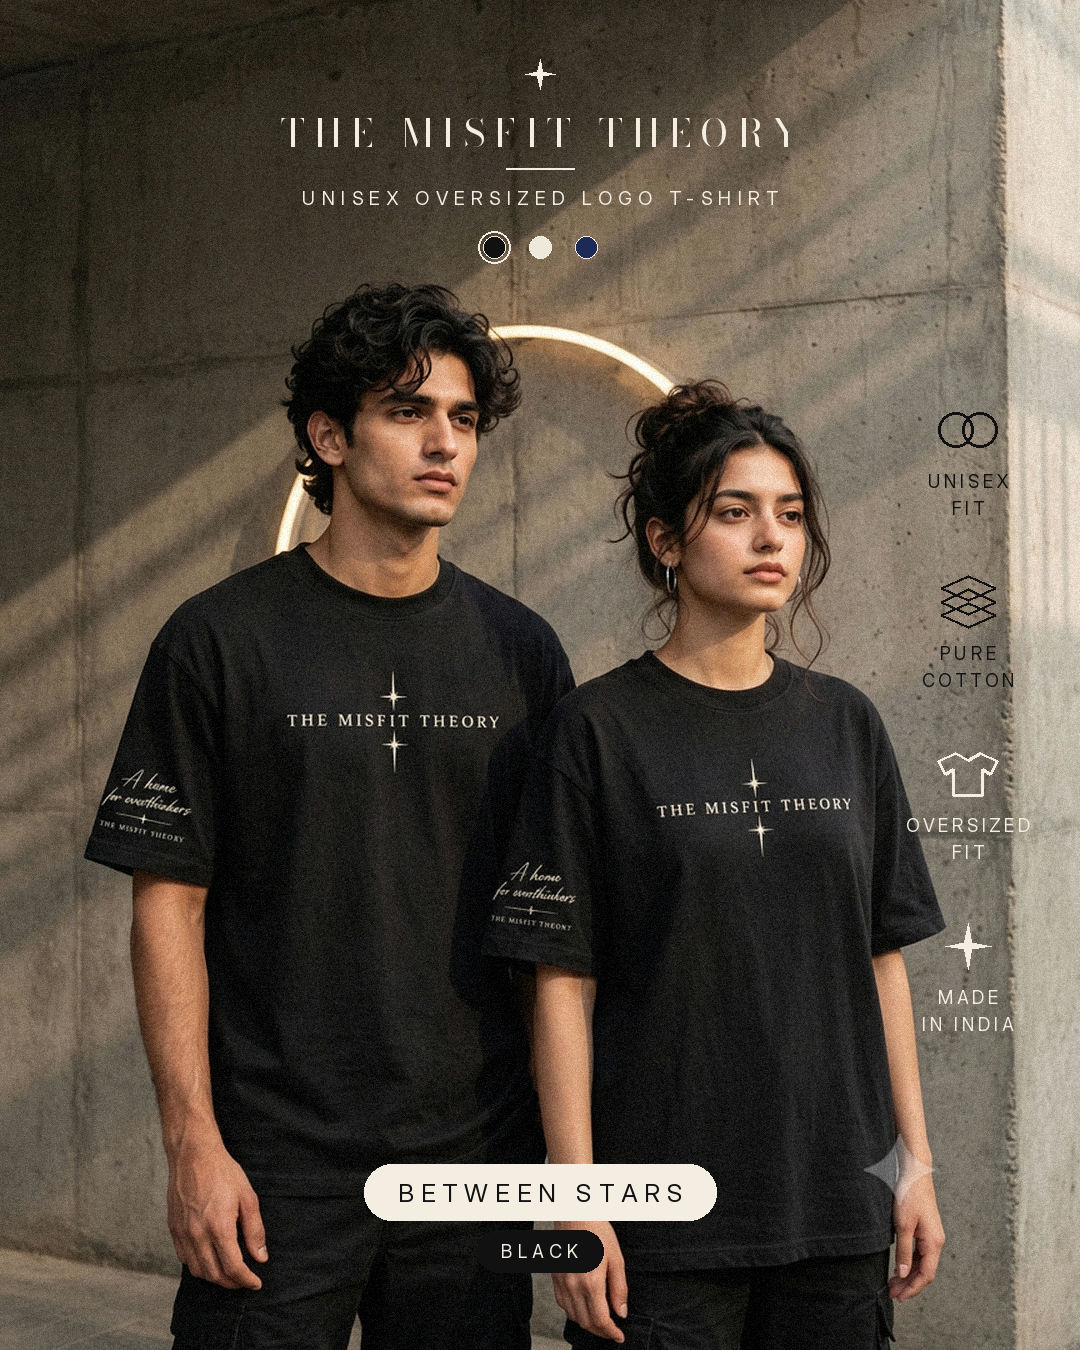 THE MISFIT THEORY
UNISEX OVERSIZED LOGO T-SHIRT
UNISEX
FIT
PURE
COTTON
OVERSIZED
FIT
MADE
IN INDIA
THE MISFIT THEORY
A home
for overthinkers
THE MISFIT THEORY
THE MISFIT THEORY
A home
for overthinkers
THE MISFIT THEORY
BETWEEN STARS
BLACK